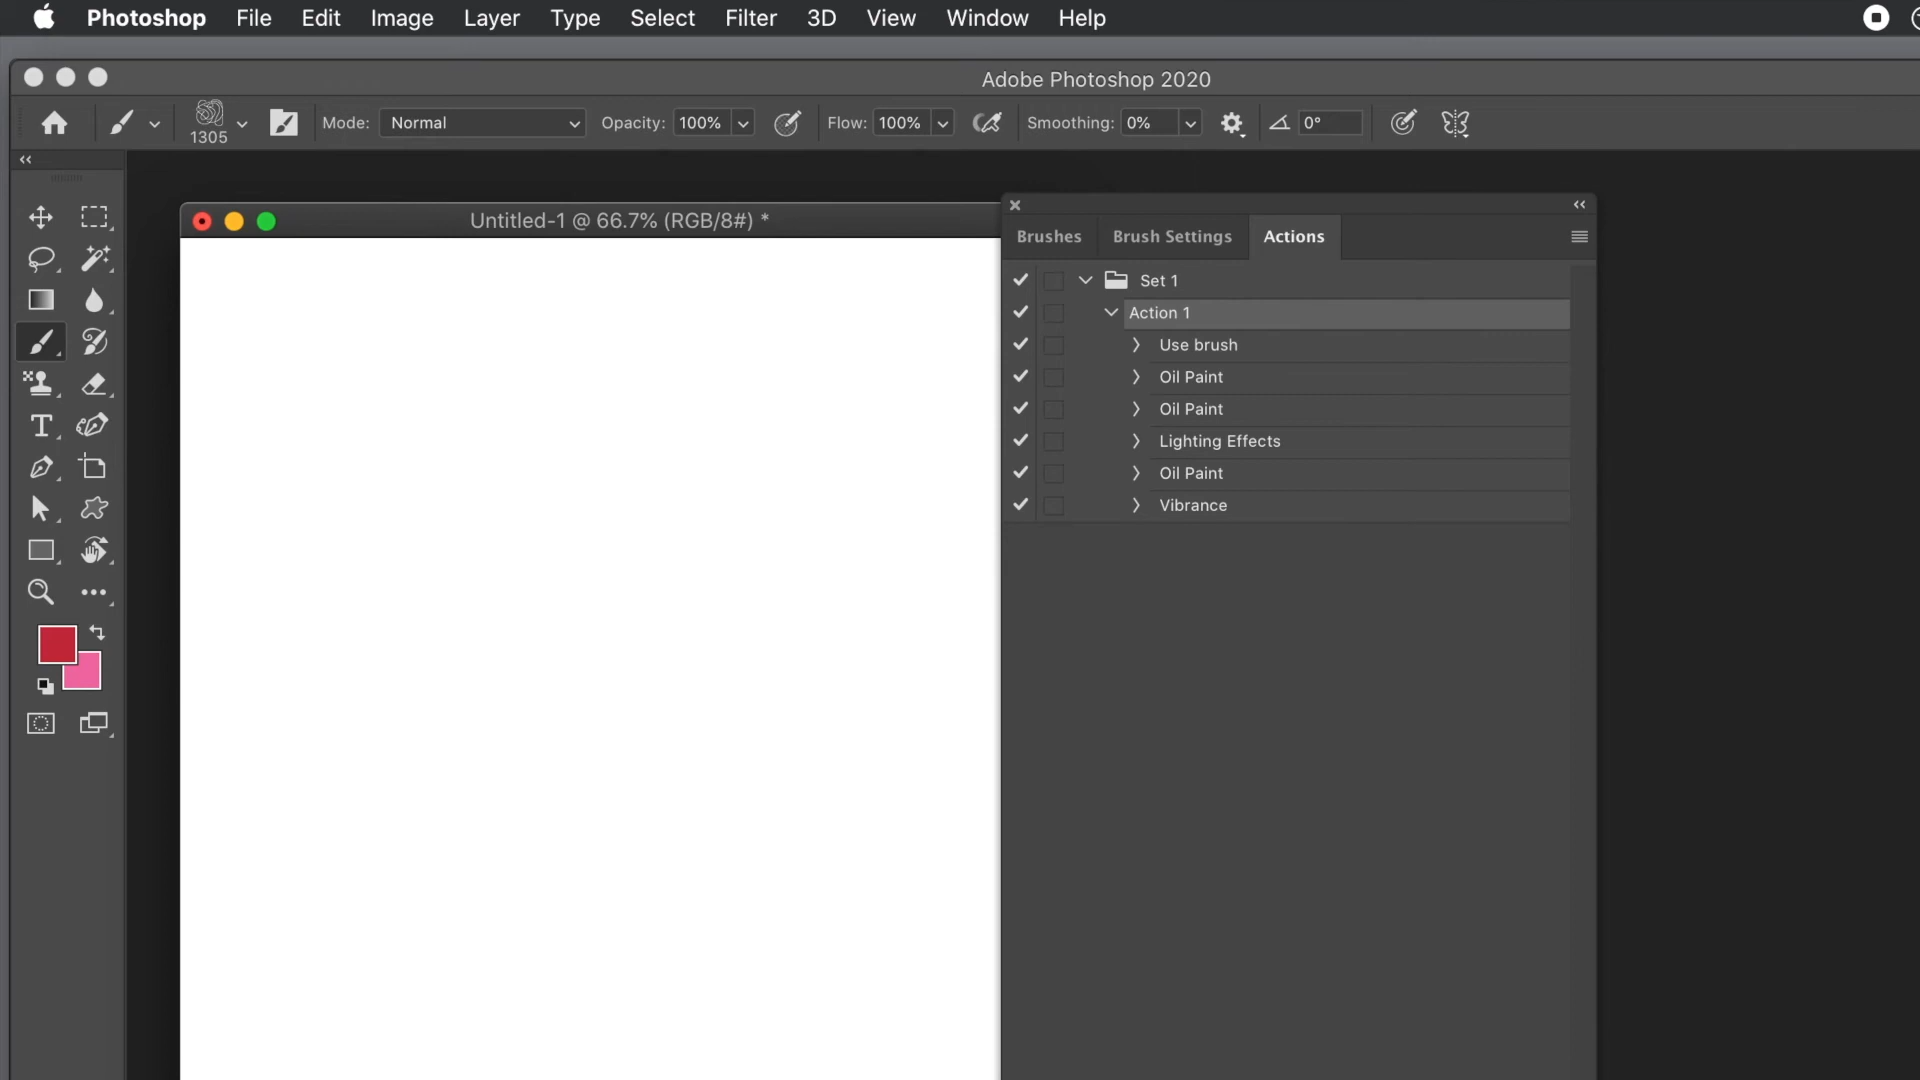 Photoshop File Edit Image Layer Type Select Filter 3D View Window Help
Adobe Photoshop 2020
1305 Mode: Normal Opacity: 100% Flow: 100% Smoothing: 0% 0°
Untitled-1 @ 66.7% (RGB/8#) *
Brushes Brush Settings Actions
Set 1
Action 1
Use brush
Oil Paint
Oil Paint
Lighting Effects
Oil Paint
Vibrance